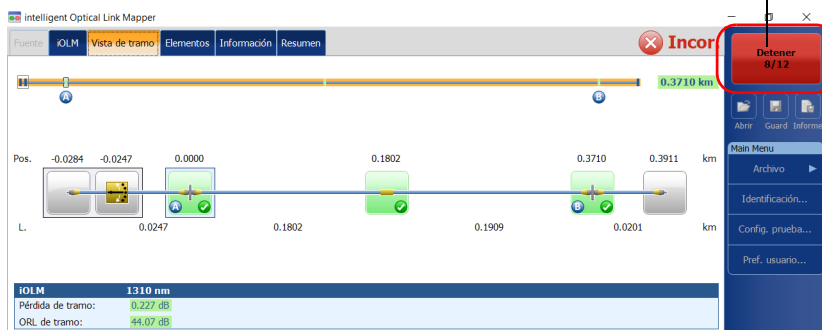 intelligent Optical Link Mapper
Fuente iOLM Vista de tramo Elementos Información Resumen
Incor.
Detener
8/12
0.3710 km
A B
Abrir Guard Informe
Main Menu
Archivo
Identificación...
Config. prueba...
Pref. usuario...
Pos. -0.0284 -0.0247 0.0000 0.1802 0.3710 0.3911 km
A B
L. 0.0247 0.1802 0.1909 0.0201 km
iOLM 1310 nm
Pérdida de tramo: 0.227 dB
ORL de tramo: 44.07 dB